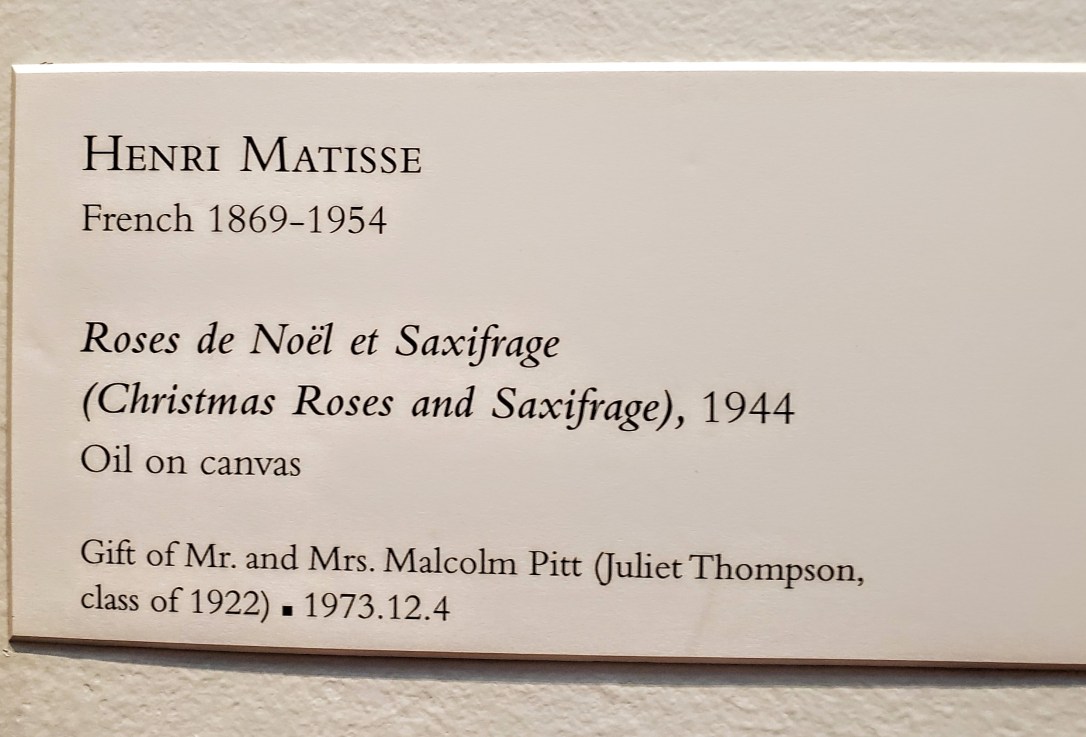 HENRI MATISSE
French 1869–1954
Roses de Noël et Saxifrage
(Christmas Roses and Saxifrage), 1944
Oil on canvas
Gift of Mr. and Mrs. Malcolm Pitt (Juliet Thompson,
class of 1922) ▪ 1973.12.4